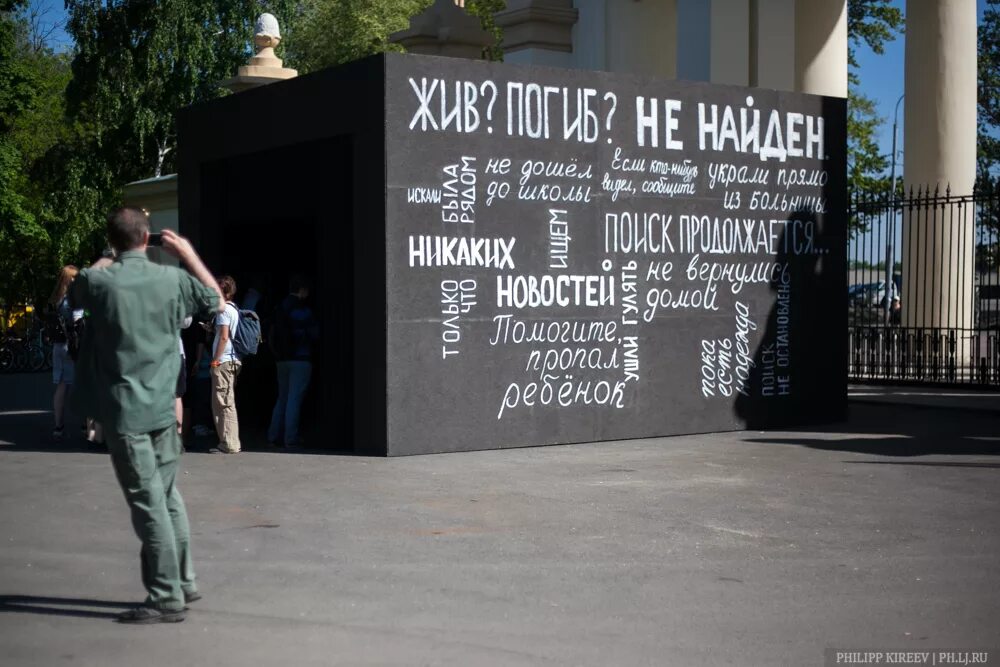 ЖИВ? ПОГИБ? НЕ НАЙДЕН
ИСКАЛИ
БЫЛА
РЯДОМ
не дошёл
до школы
Если кто-нибудь
видел, сообщите
украли прямо
из больницы
НИКАКИХ
НОВОСТЕЙ
ИЩЕМ
ПОИСК ПРОДОЛЖАЕТСЯ...
не вернулись
домой
ТОЛЬКО
ЧТО
Помогите,
пропал
ребёнок
УШЛИ ГУЛЯТЬ
пока
есть
надежда
ПОИСК
НЕ ОСТАНОВЛЕН
PHILIPP KIREEV | PH.LJ.RU